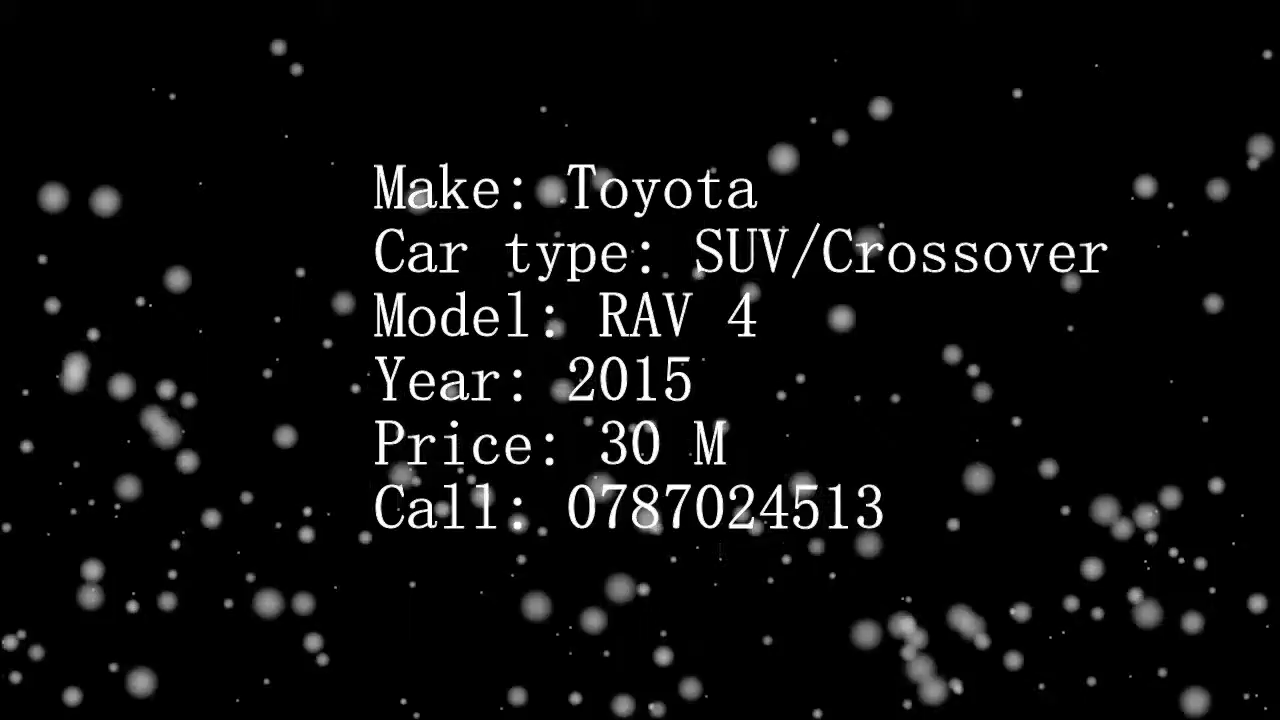 Make: Toyota
Car type: SUV/Crossover
Model: RAV 4
Year: 2015
Price: 30 M
Call: 0787024513